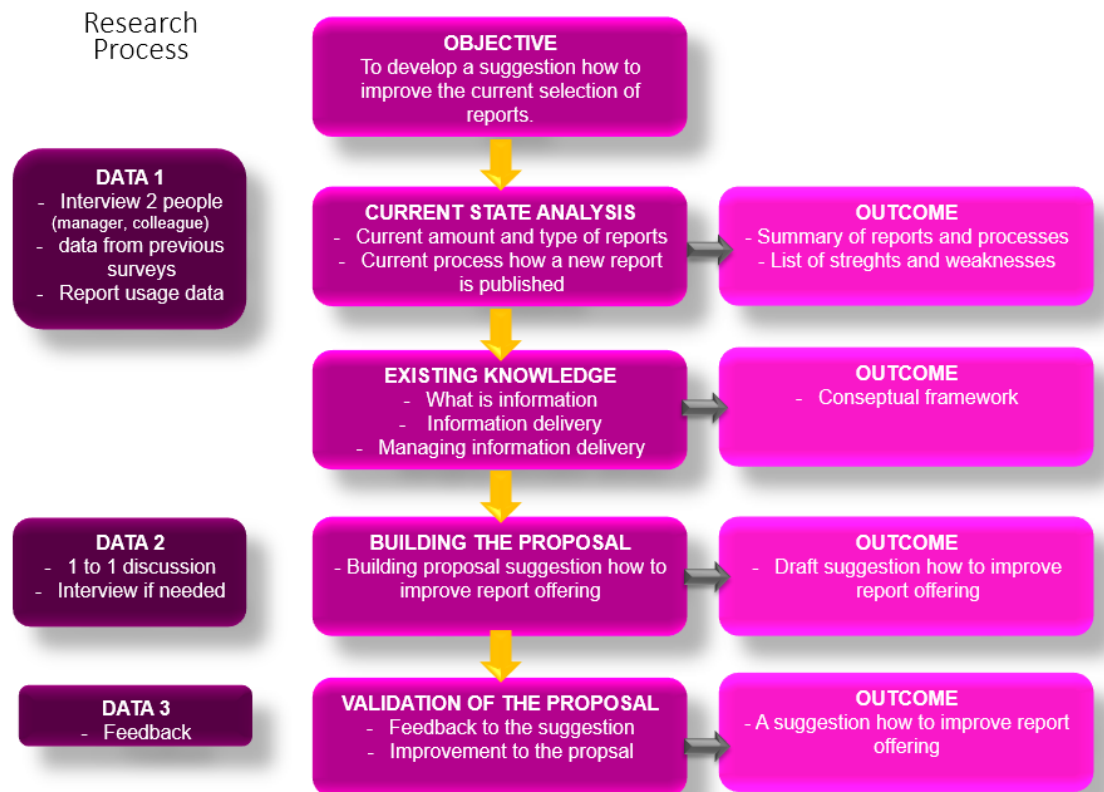 Research
Process
OBJECTIVE
To develop a suggestion how to
improve the current selection of
reports.
DATA 1
- Interview 2 people
(manager, colleague)
- data from previous
surveys
- Report usage data
CURRENT STATE ANALYSIS
- Current amount and type of reports
- Current process how a new report
is published
OUTCOME
- Summary of reports and processes
- List of streghts and weaknesses
EXISTING KNOWLEDGE
- What is information
- Information delivery
- Managing information delivery
OUTCOME
- Conseptual framework
DATA 2
- 1 to 1 discussion
- Interview if needed
BUILDING THE PROPOSAL
- Building proposal suggestion how to
improve report offering
OUTCOME
- Draft suggestion how to improve
report offering
DATA 3
- Feedback
VALIDATION OF THE PROPOSAL
- Feedback to the suggestion
- Improvement to the propsal
OUTCOME
- A suggestion how to improve report
offering